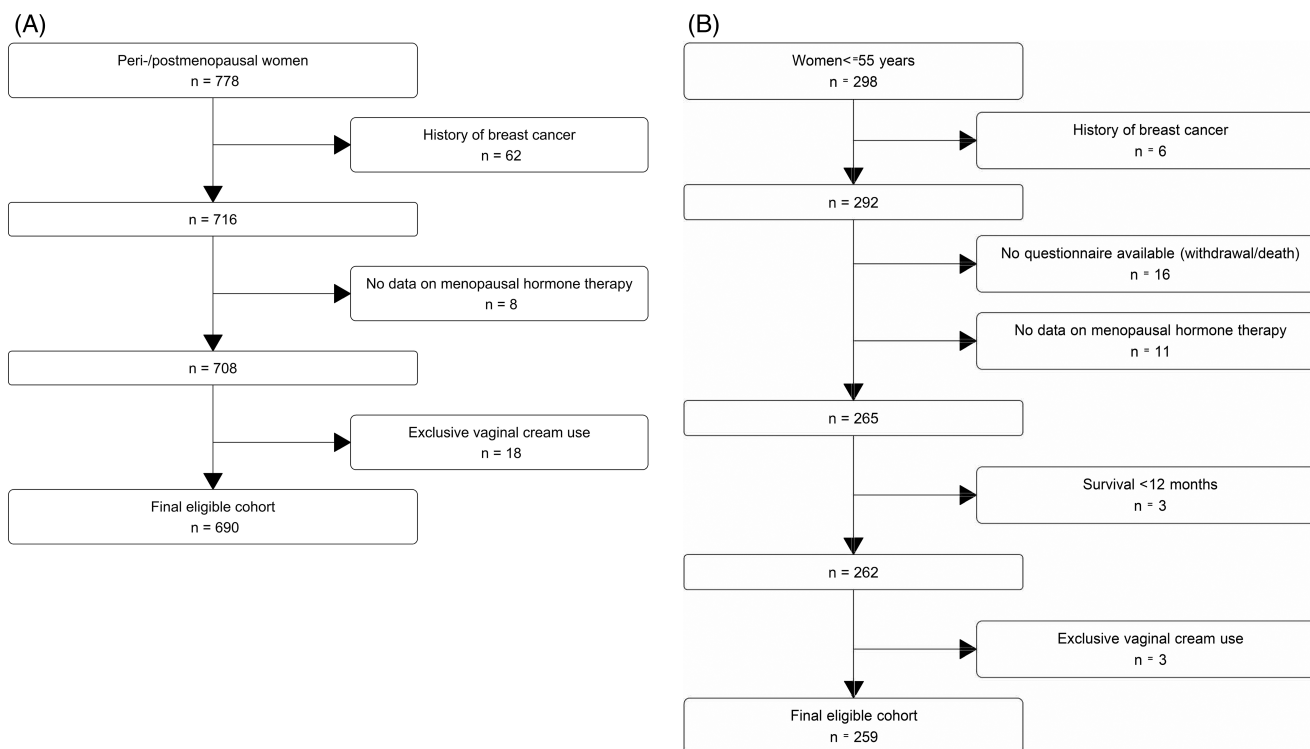 (A)
Peri-/postmenopausal women
n = 778
History of breast cancer
n = 62
n = 716
No data on menopausal hormone therapy
n = 8
n = 708
Exclusive vaginal cream use
n = 18
Final eligible cohort
n = 690
(B)
Women<=55 years
n = 298
History of breast cancer
n = 6
n = 292
No questionnaire available (withdrawal/death)
n = 16
No data on menopausal hormone therapy
n = 11
n = 265
Survival <12 months
n = 3
n = 262
Exclusive vaginal cream use
n = 3
Final eligible cohort
n = 259